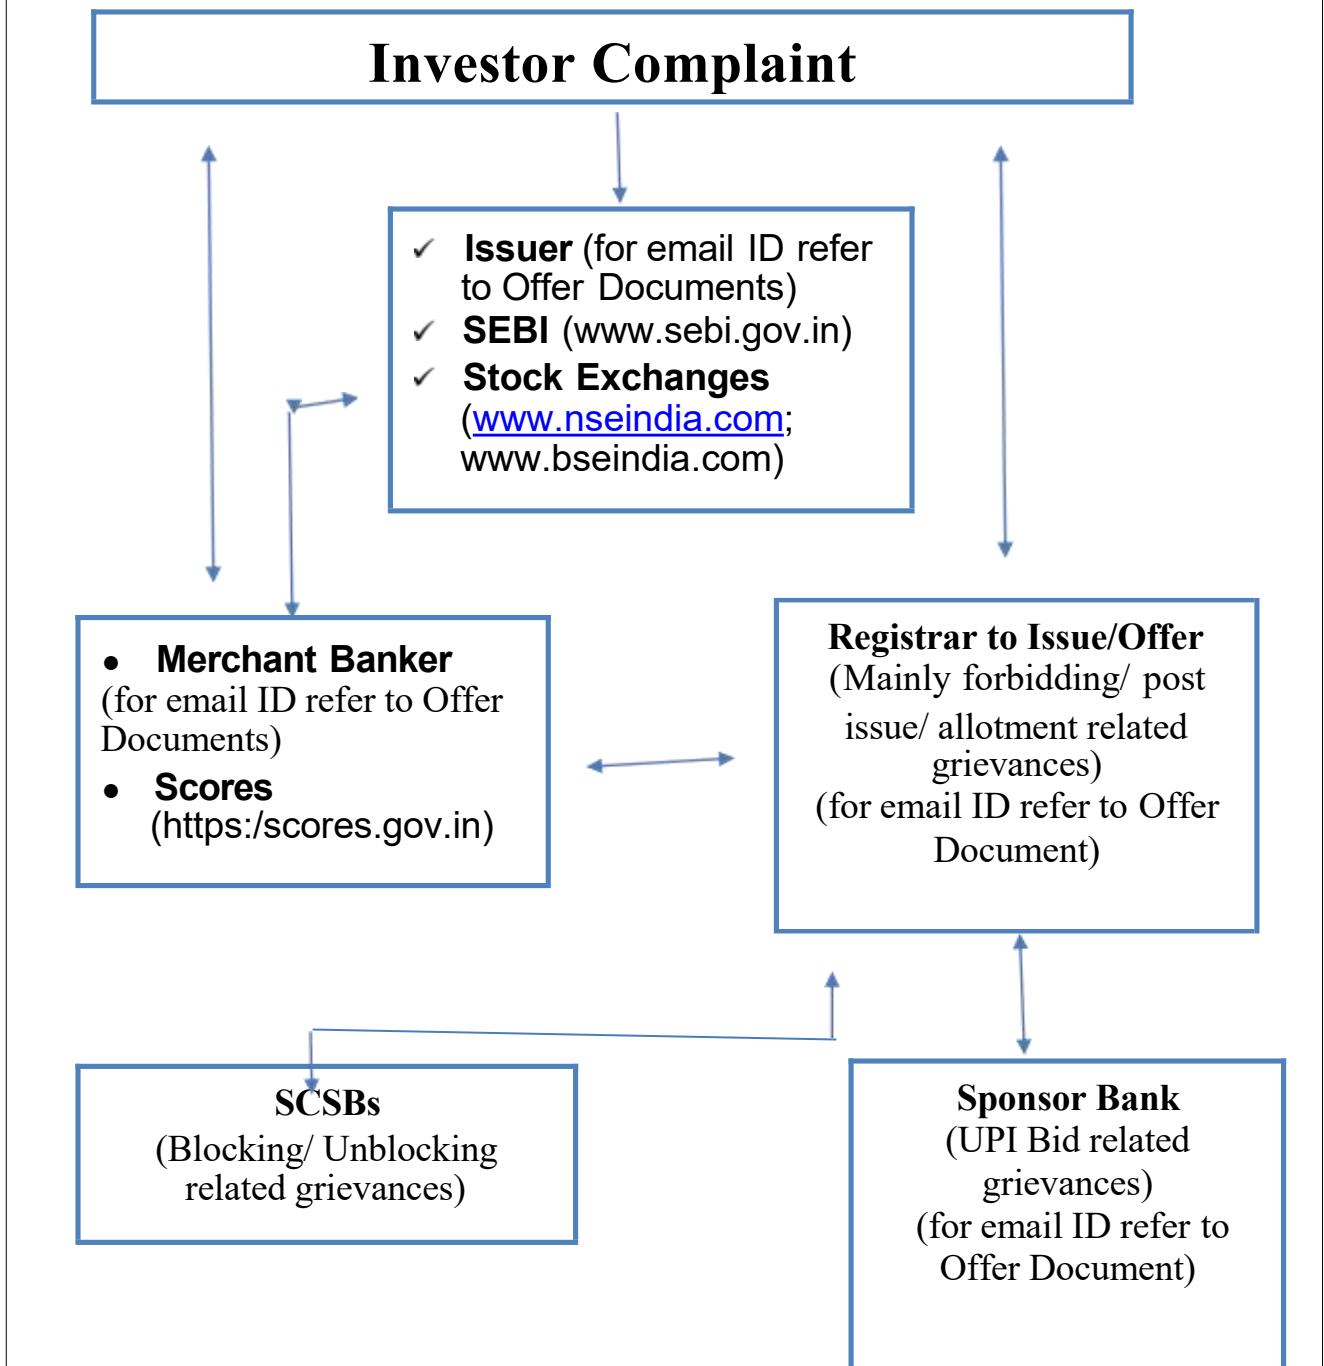 Investor Complaint
✓ Issuer (for email ID refer
to Offer Documents)
✓ SEBI (www.sebi.gov.in)
✓ Stock Exchanges
(www.nseindia.com;
www.bseindia.com)
● Merchant Banker
(for email ID refer to Offer
Documents)
● Scores
(https:/scores.gov.in)
Registrar to Issue/Offer
(Mainly forbidding/ post
issue/ allotment related
grievances)
(for email ID refer to Offer
Document)
SCSBs
(Blocking/ Unblocking
related grievances)
Sponsor Bank
(UPI Bid related
grievances)
(for email ID refer to
Offer Document)